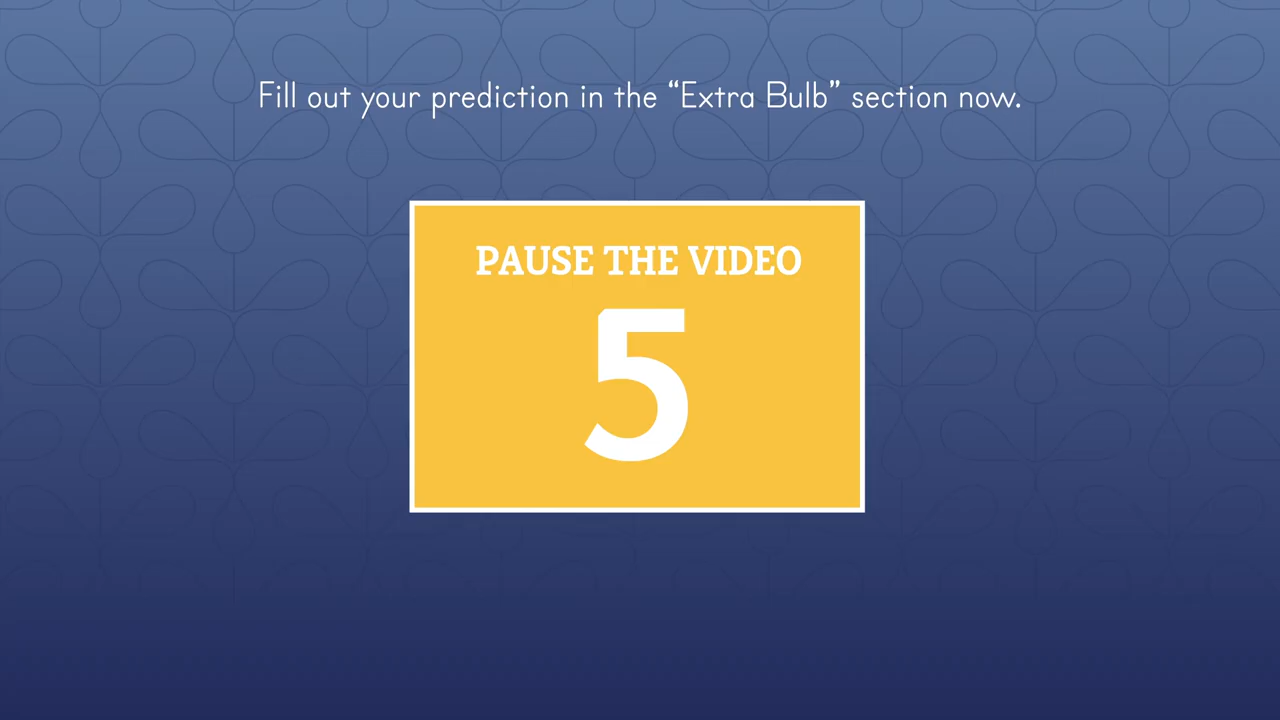 Fill out your prediction in the “Extra Bulb” section now.
PAUSE THE VIDEO
5